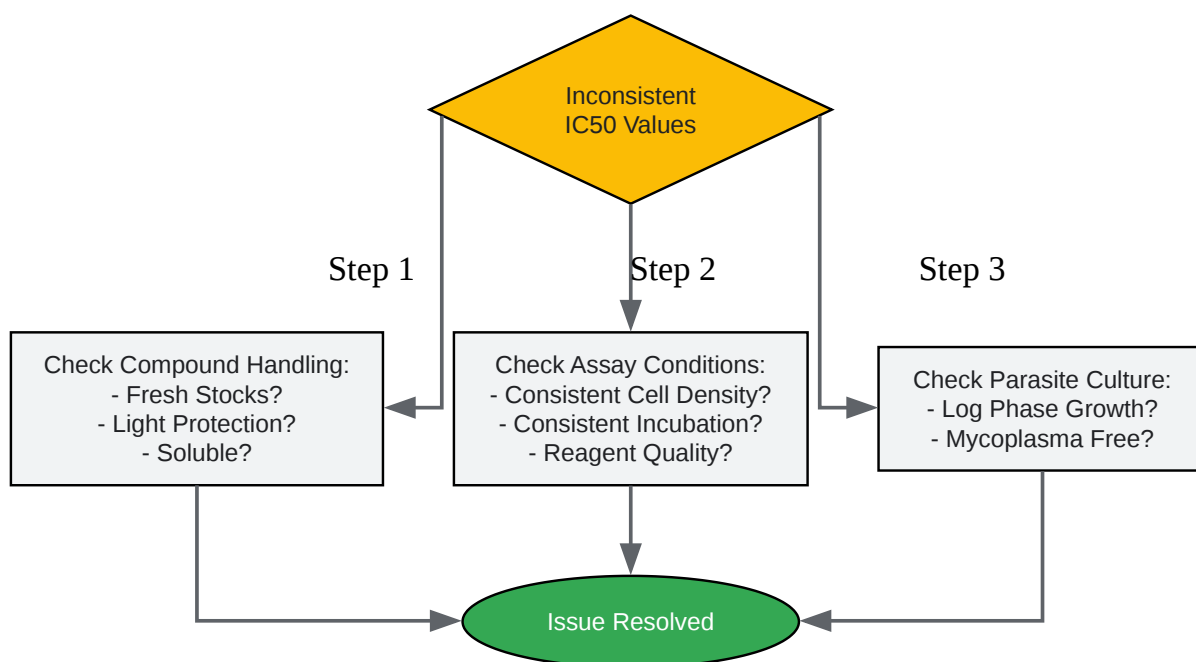 Inconsistent
IC50 Values
Step 1
Step 2
Step 3
Check Compound Handling:
- Fresh Stocks?
- Light Protection?
- Soluble?
Check Assay Conditions:
- Consistent Cell Density?
- Consistent Incubation?
- Reagent Quality?
Check Parasite Culture:
- Log Phase Growth?
- Mycoplasma Free?
Issue Resolved